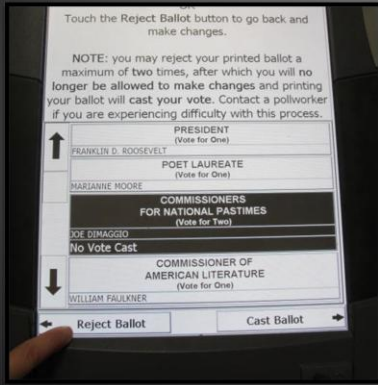 Touch the Reject Ballot button to go back and
make changes.
NOTE: you may reject your printed ballot a
maximum of two times, after which you will no
longer be allowed to make changes and printing
your ballot will cast your vote. Contact a pollworker
if you are experiencing difficulty with this process.
PRESIDENT
(Vote for One)
FRANKLIN D. ROOSEVELT
POET LAUREATE
(Vote for One)
MARIANNE MOORE
COMMISSIONERS
FOR NATIONAL PASTIMES
(Vote for Two)
JOE DIMAGGIO
No Vote Cast
COMMISSIONER OF
AMERICAN LITERATURE
(Vote for One)
WILLIAM FAULKNER
Reject Ballot
Cast Ballot